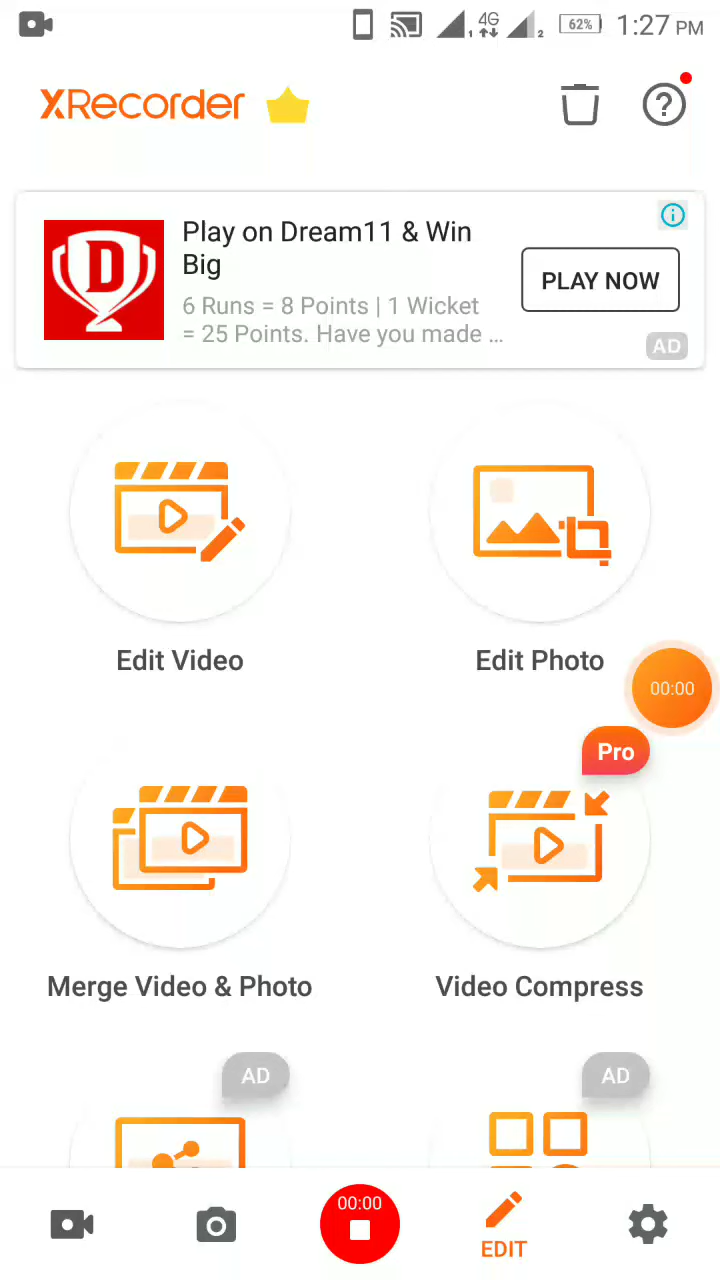 4G
1
2
62%
1:27 PM
XRecorder
Play on Dream11 & Win
Big
6 Runs = 8 Points | 1 Wicket
= 25 Points. Have you made ...
PLAY NOW
AD
D
Edit Video
Edit Photo
00:00
Pro
Merge Video & Photo
Video Compress
AD
AD
00:00
EDIT